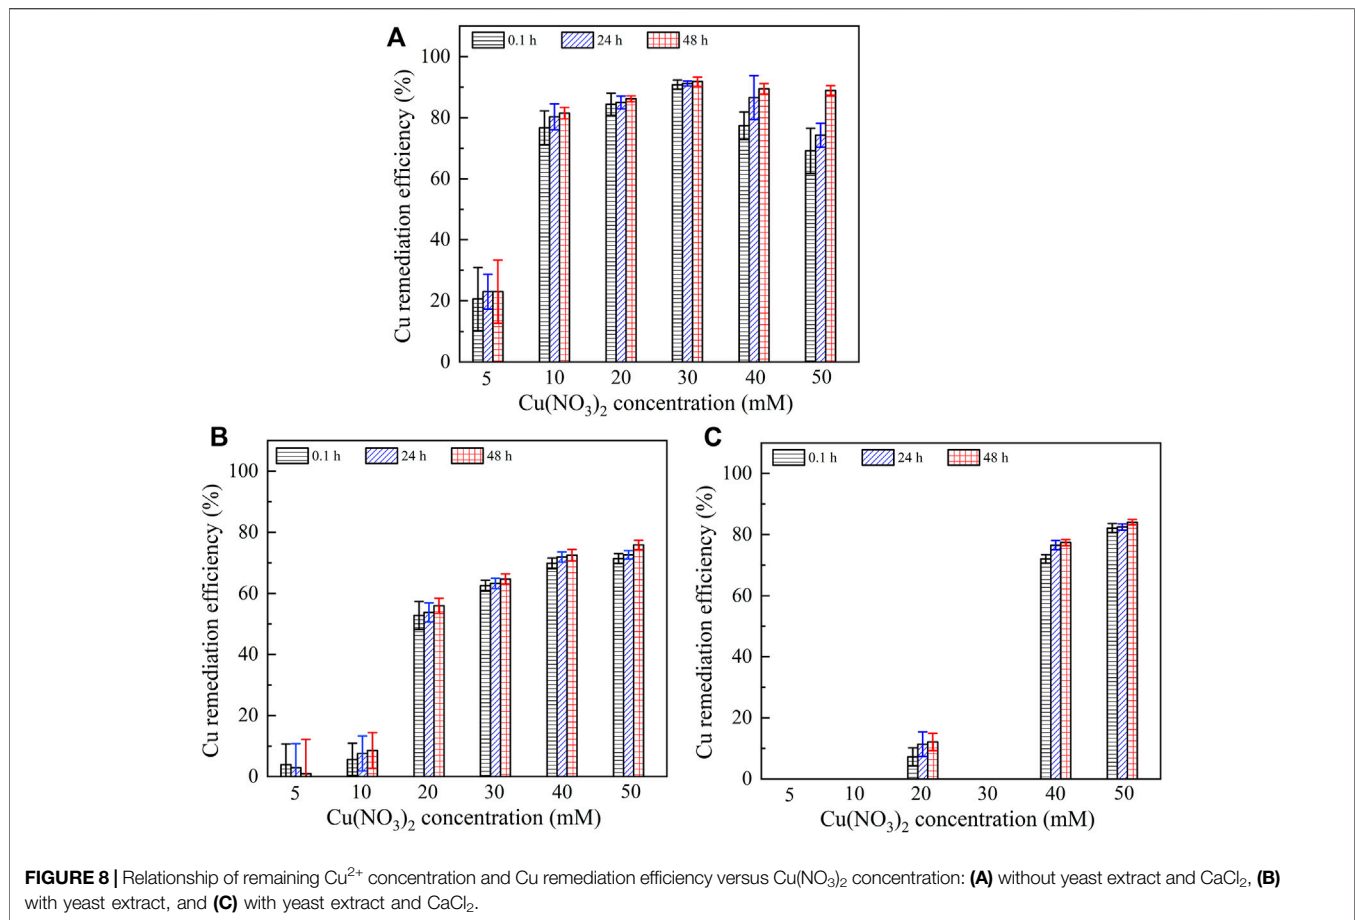 A
0.1 h 24 h 48 h
100
80
60
40
20
0
Cu remediation efficiency (%)
5 10 20 30 40 50
Cu(NO₃)₂ concentration (mM)
B
0.1 h 24 h 48 h
100
80
60
40
20
0
Cu remediation efficiency (%)
5 10 20 30 40 50
Cu(NO₃)₂ concentration (mM)
C
0.1 h 24 h 48 h
100
80
60
40
20
0
Cu remediation efficiency (%)
5 10 20 30 40 50
Cu(NO₃)₂ concentration (mM)
FIGURE 8 | Relationship of remaining Cu²⁺ concentration and Cu remediation efficiency versus Cu(NO₃)₂ concentration: (A) without yeast extract and CaCl₂, (B)
with yeast extract, and (C) with yeast extract and CaCl₂.